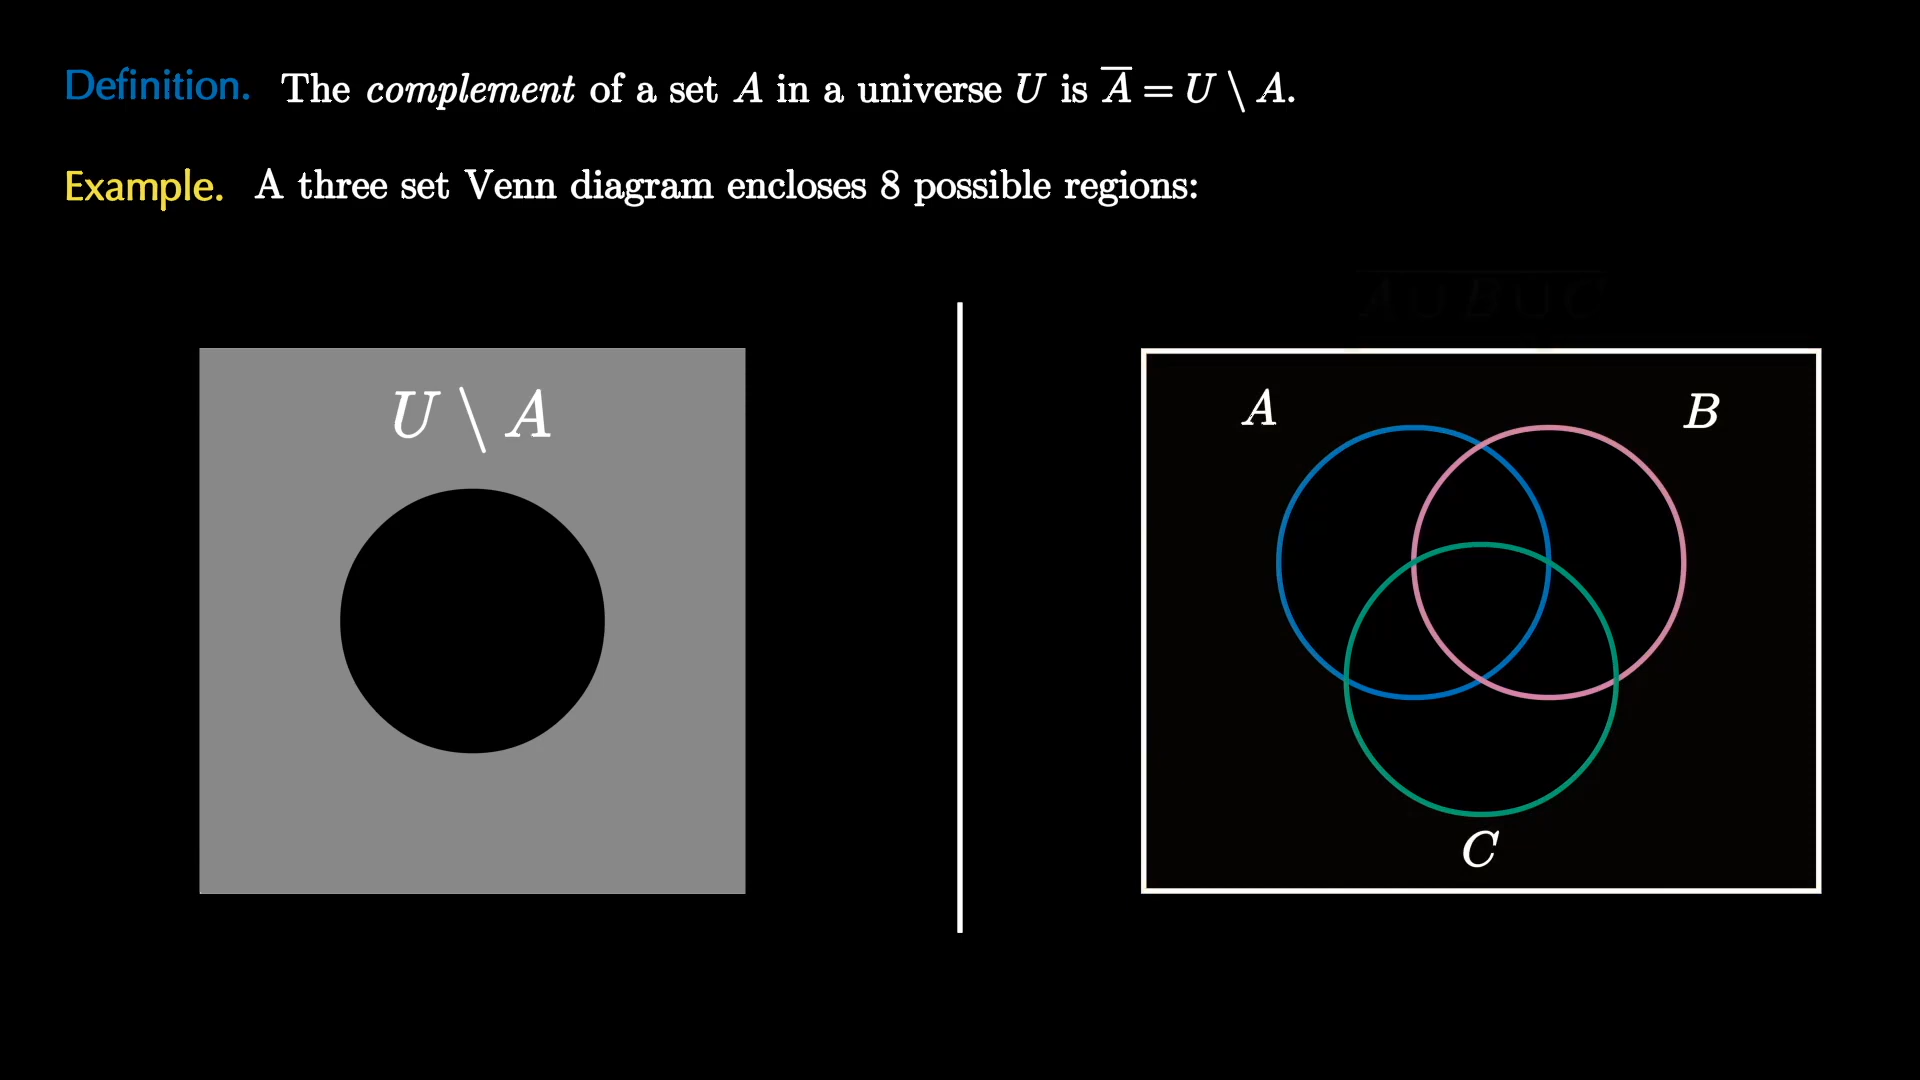 Definition. The complement of a set A in a universe U is A̅ = U \ A.
Example. A three set Venn diagram encloses 8 possible regions:
U \ A
A̅ ∪̅ B̅ ∪̅ C̅
A
B
C